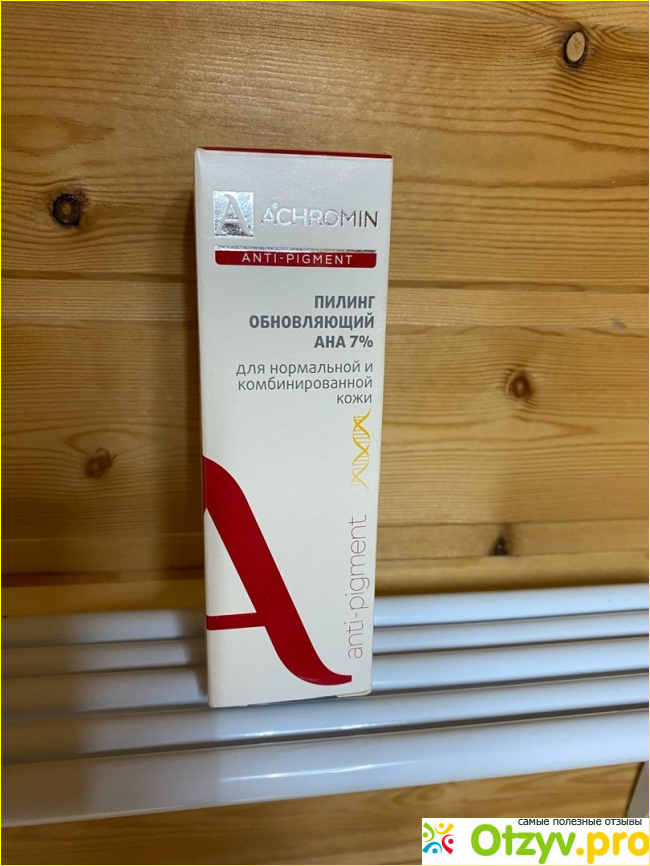 A ACHROMIN
ANTI-PIGMENT
ПИЛИНГ
ОБНОВЛЯЮЩИЙ
АНА 7%
для нормальной и
комбинированной
кожи
anti-pigment
A
самые полезные отзывы
Otzyv.pro